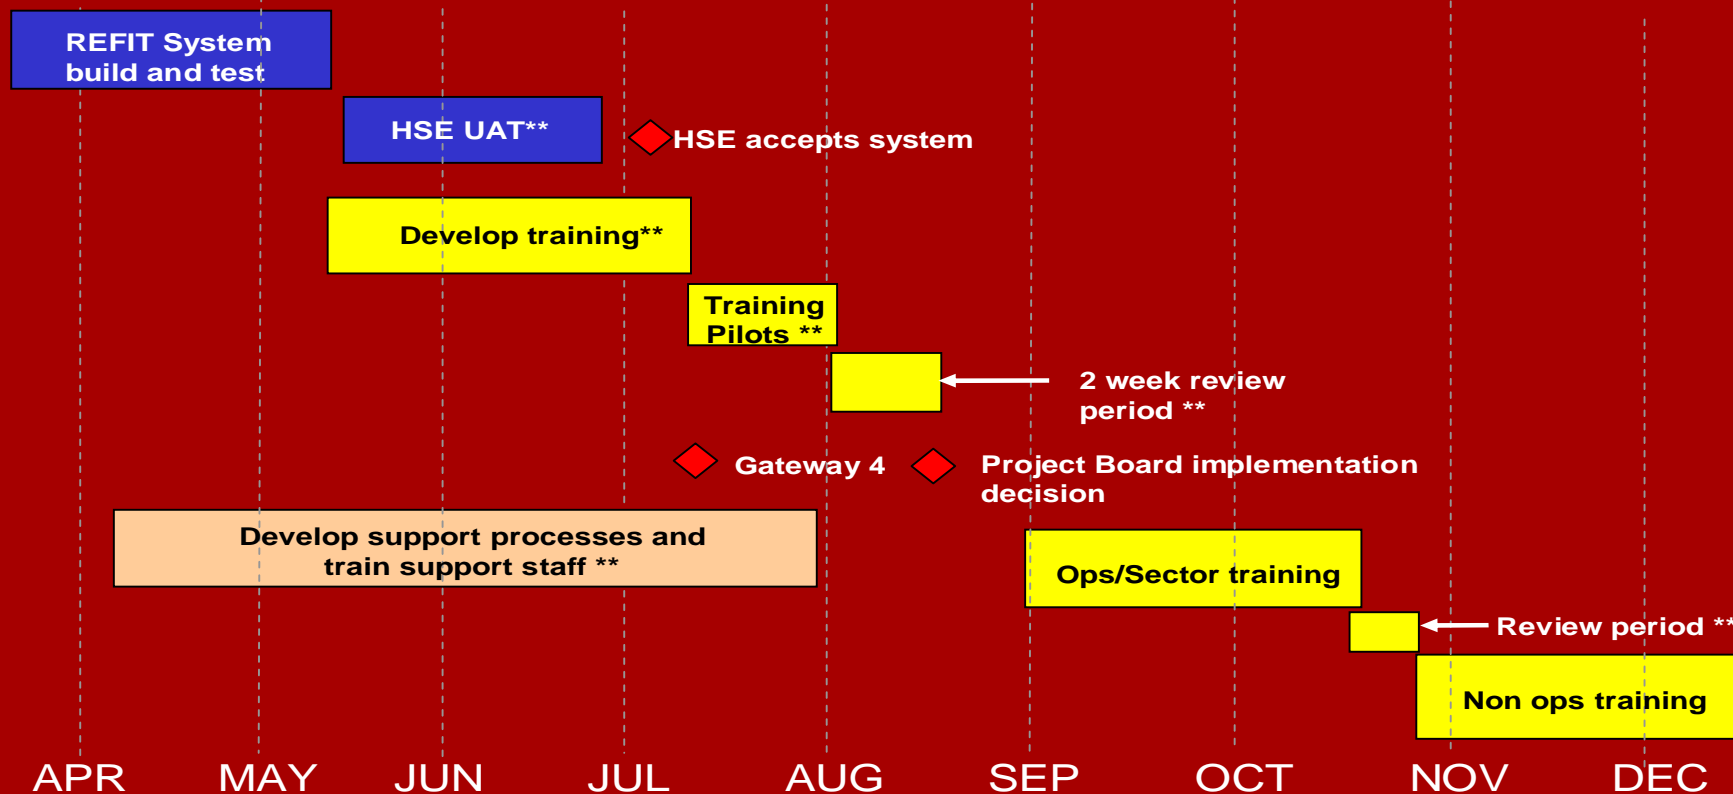 REFIT System
build and test
HSE UAT**
HSE accepts system
Develop training**
Training
Pilots **
2 week review
period **
Gateway 4
Project Board implementation
decision
Develop support processes and
train support staff **
Ops/Sector training
Review period **
Non ops training
APR MAY JUN JUL AUG SEP OCT NOV DEC